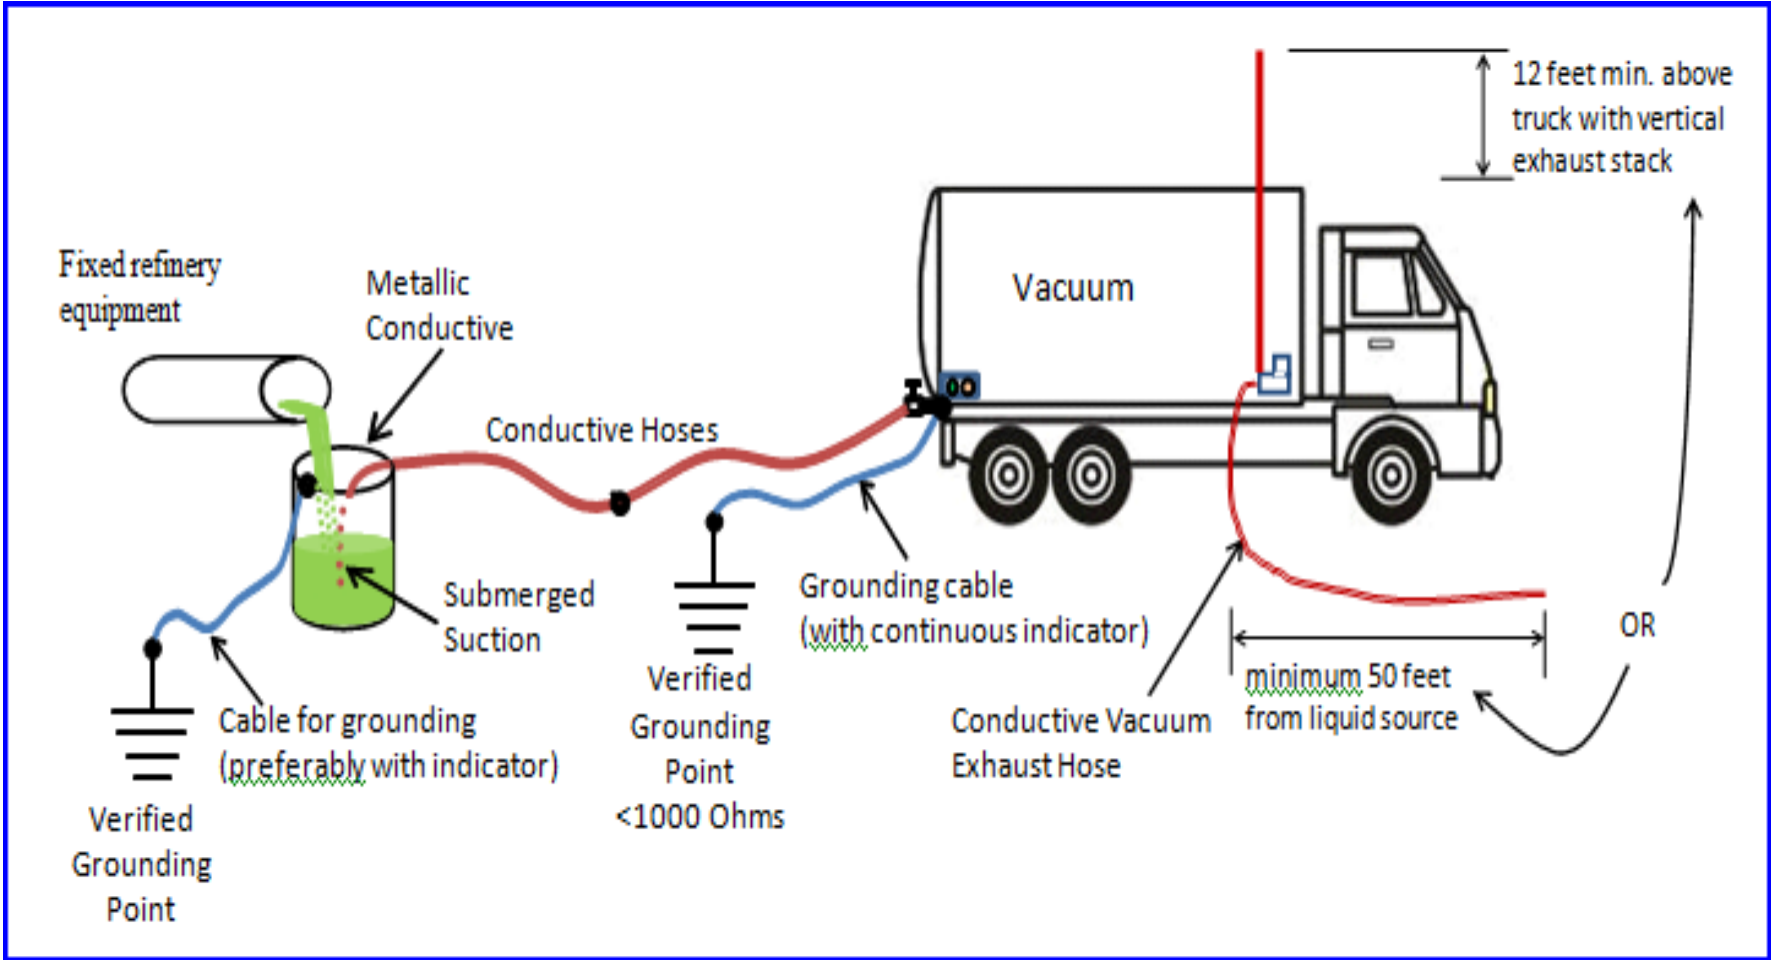 12 feet min. above
truck with vertical
exhaust stack
Fixed refinery
equipment
Metallic
Conductive
Vacuum
Conductive Hoses
Submerged
Suction
Grounding cable
(with continuous indicator)
OR
minimum 50 feet
from liquid source
Conductive Vacuum
Exhaust Hose
Verified
Grounding
Point
<1000 Ohms
Cable for grounding
(preferably with indicator)
Verified
Grounding
Point